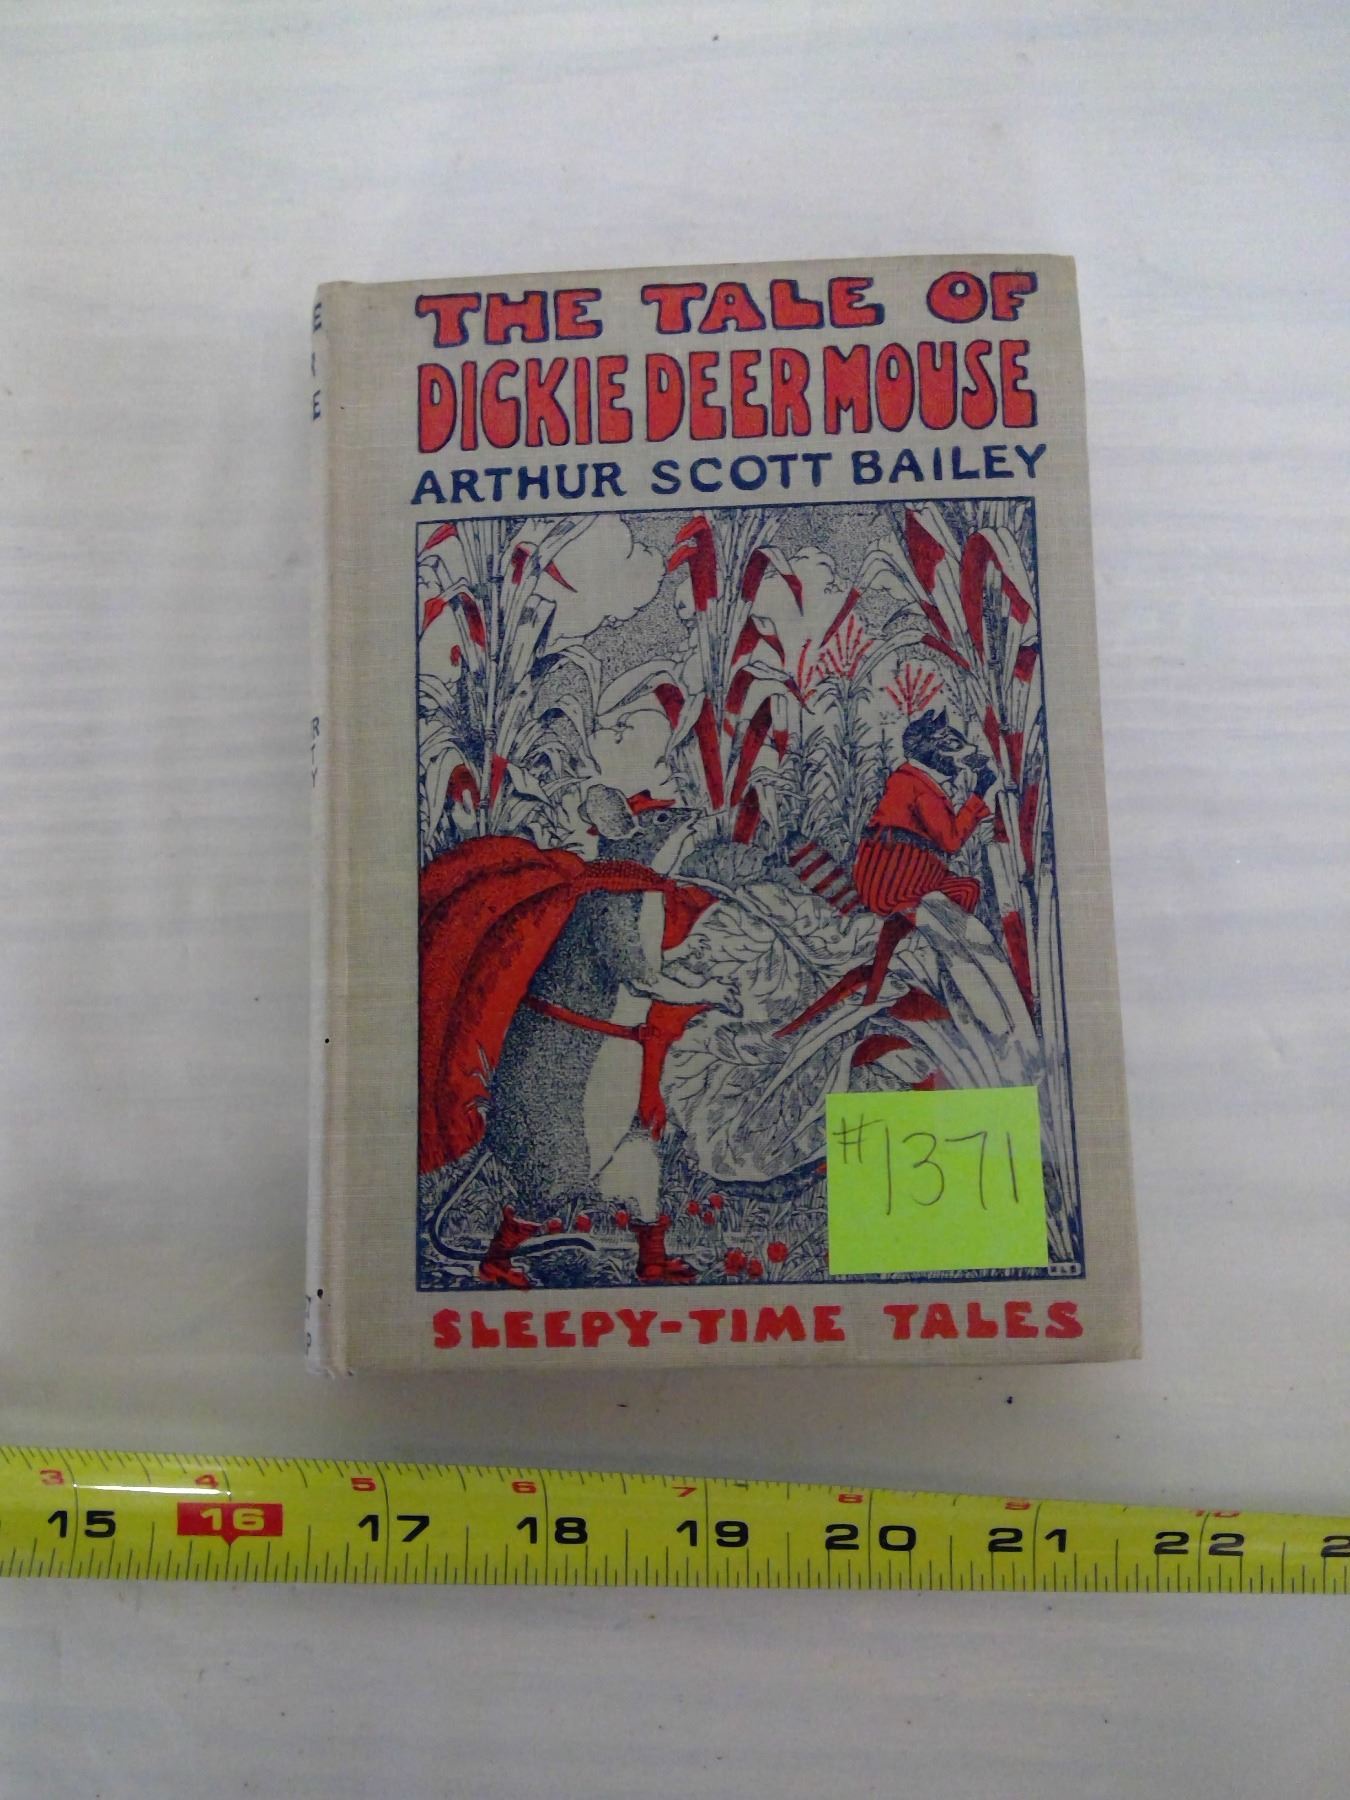 THE TALE OF
DICKIE DEER MOUSE
ARTHUR SCOTT BAILEY
#1371
SLEEPY-TIME TALES
3 4 5 6 7 8 9 10
15 16 17 18 19 20 21 22